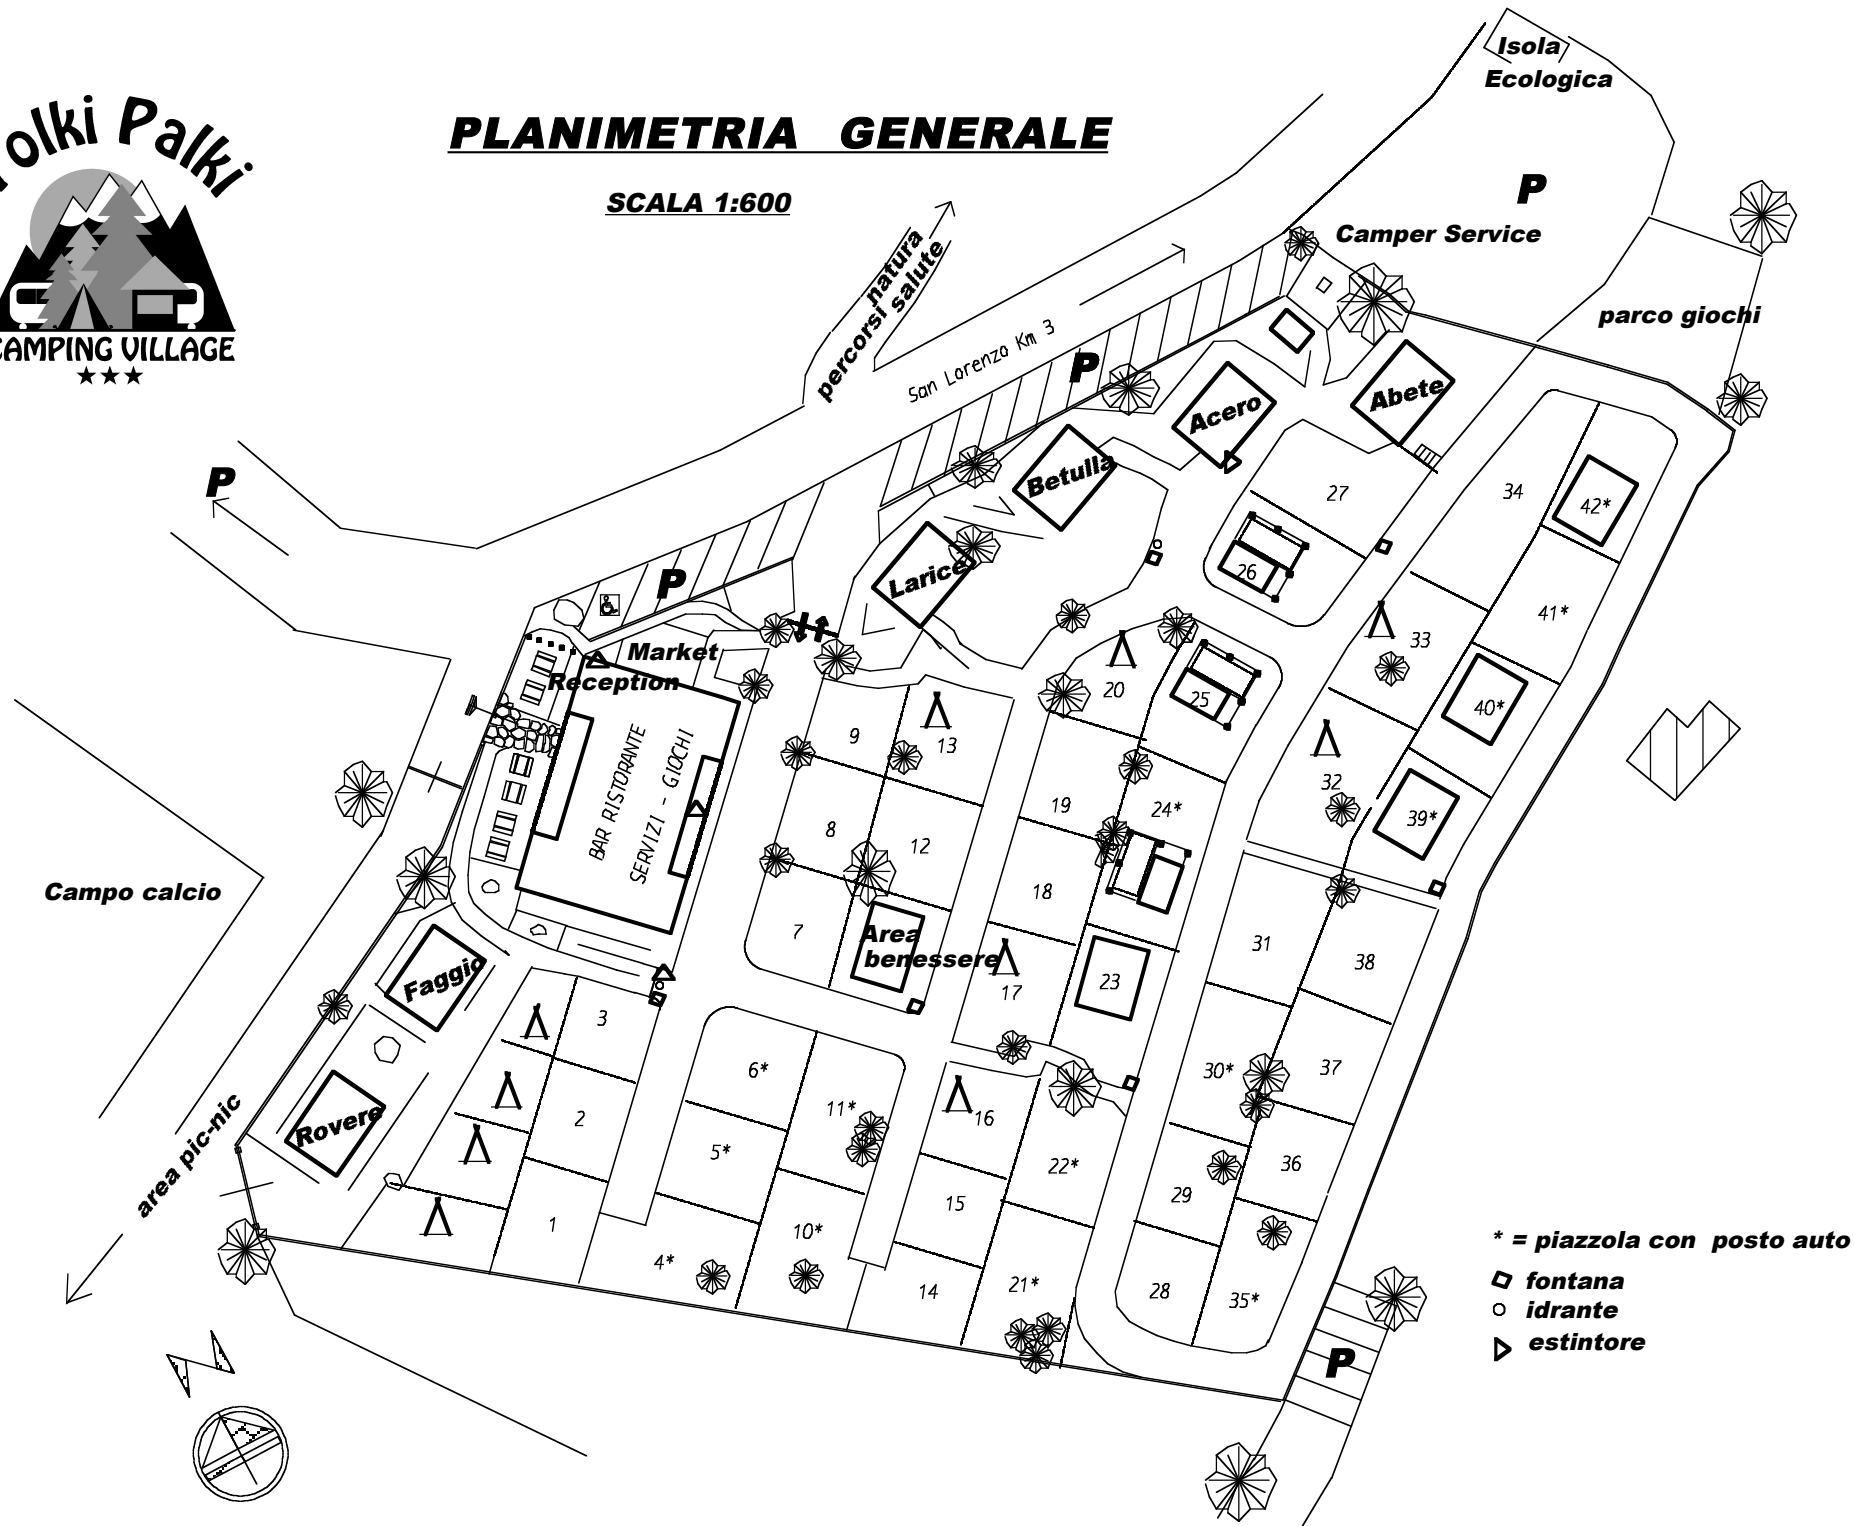 olki Palki
CAMPING VILLAGE
PLANIMETRIA GENERALE
SCALA 1:600
Isola
Ecologica
P
Camper Service
parco giochi
natura
percorsi salute
San Lorenzo Km 3
P
P
P
Abete
Acero
Betulla
Larice
Market
Reception
BAR RISTORANTE
SERVIZI - GIOCHI
Campo calcio
Faggio
Rovere
area pic-nic
Area
benessere
34
42*
27
26
41*
33
20
25
40*
9
13
32
39*
19
24*
8
12
18
7
31
38
17
23
3
6*
30*
37
11*
2
16
5*
22*
36
29
15
1
10*
4*
21*
14
28
35*
P
* = piazzola con posto auto
fontana
idrante
estintore